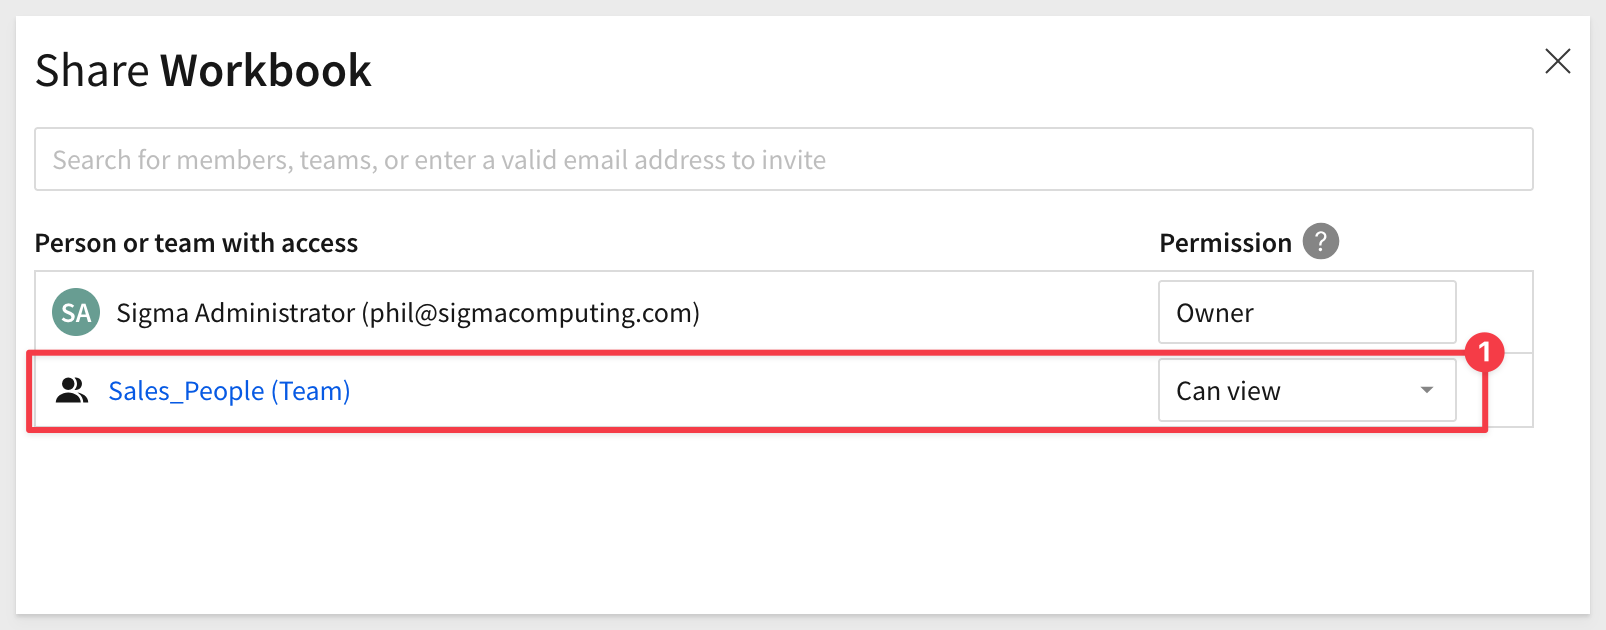 Share Workbook
Search for members, teams, or enter a valid email address to invite
Person or team with access Permission ?
SA Sigma Administrator (phil@sigmacomputing.com) Owner
1
Sales_People (Team) Can view